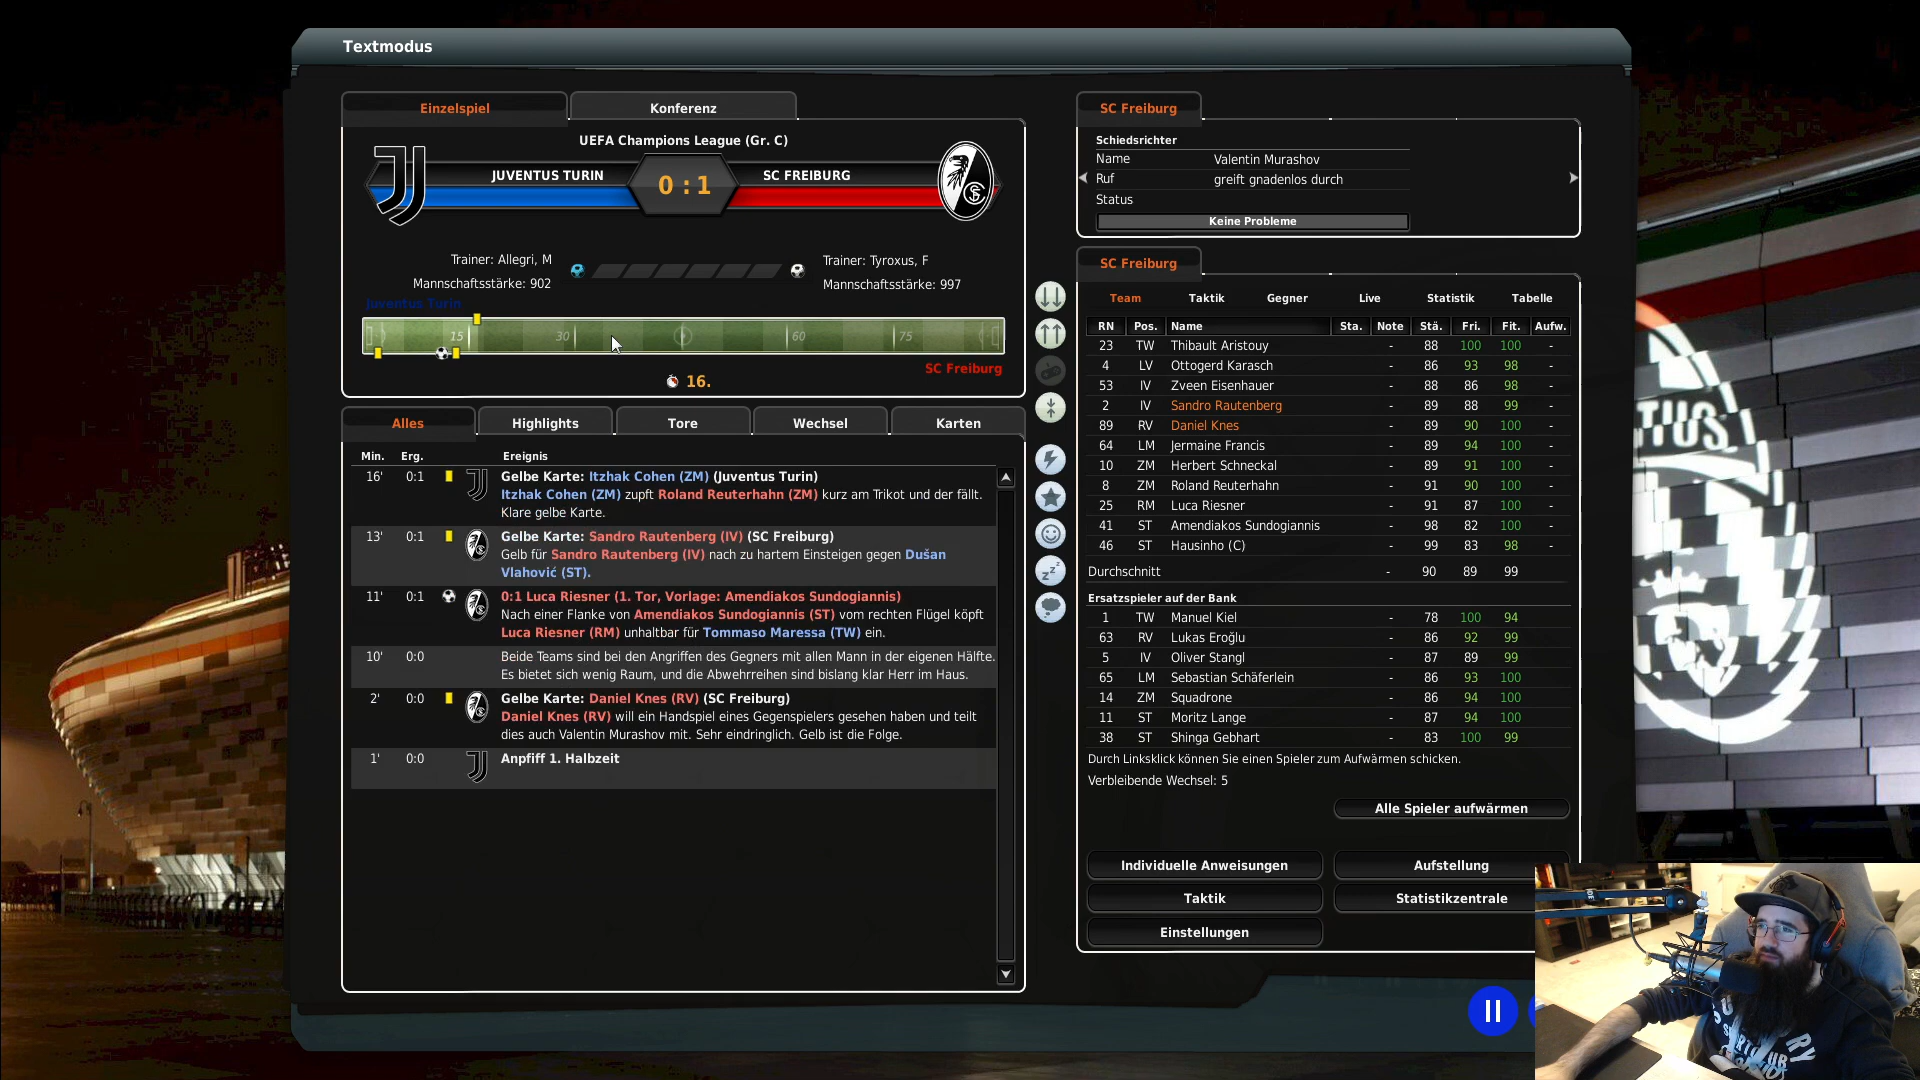 Textmodus
Einzelspiel
Konferenz
UEFA Champions League (Gr. C)
JUVENTUS TURIN
0 : 1
SC FREIBURG
Trainer: Allegri, M
Mannschaftsstärke: 902
Trainer: Tyroxus, F
Mannschaftsstärke: 997
Juventus Turin
15
30
60
75
SC Freiburg
16.
Alles
Highlights
Tore
Wechsel
Karten
Min. Erg. Ereignis
16' 0:1 Gelbe Karte: Itzhak Cohen (ZM) (Juventus Turin)
Itzhak Cohen (ZM) zupft Roland Reuterhahn (ZM) kurz am Trikot und der fällt.
Klare gelbe Karte.
13' 0:1 Gelbe Karte: Sandro Rautenberg (IV) (SC Freiburg)
Gelb für Sandro Rautenberg (IV) nach zu hartem Einsteigen gegen Dušan
Vlahović (ST).
11' 0:1 0:1 Luca Riesner (1. Tor, Vorlage: Amendiakos Sundogiannis)
Nach einer Flanke von Amendiakos Sundogiannis (ST) vom rechten Flügel köpft
Luca Riesner (RM) unhaltbar für Tommaso Maressa (TW) ein.
10' 0:0 Beide Teams sind bei den Angriffen des Gegners mit allen Mann in der eigenen Hälfte.
Es bietet sich wenig Raum, und die Abwehrreihen sind bislang klar Herr im Haus.
2' 0:0 Gelbe Karte: Daniel Knes (RV) (SC Freiburg)
Daniel Knes (RV) will ein Handspiel eines Gegenspielers gesehen haben und teilt
dies auch Valentin Murashov mit. Sehr eindringlich. Gelb ist die Folge.
1' 0:0 Anpfiff 1. Halbzeit
SC Freiburg
Schiedsrichter
Name Valentin Murashov
Ruf greift gnadenlos durch
Status
Keine Probleme
SC Freiburg
Team Taktik Gegner Live Statistik Tabelle
RN Pos. Name Sta. Note Stä. Fri. Fit. Aufw.
23 TW Thibault Aristouy - 88 100 100 -
4 LV Ottogerd Karasch - 86 93 98 -
53 IV Zveen Eisenhauer - 88 86 98 -
2 IV Sandro Rautenberg - 89 88 99 -
89 RV Daniel Knes - 89 90 100 -
64 LM Jermaine Francis - 89 94 100 -
10 ZM Herbert Schneckal - 89 91 100 -
8 ZM Roland Reuterhahn - 91 90 100 -
25 RM Luca Riesner - 91 87 100 -
41 ST Amendiakos Sundogiannis - 98 82 100 -
46 ST Hausinho (C) - 99 83 98 -
Durchschnitt - 90 89 99
Ersatzspieler auf der Bank
1 TW Manuel Kiel - 78 100 94
63 RV Lukas Eroğlu - 86 92 99
5 IV Oliver Stangl - 87 89 99
65 LM Sebastian Schäferlein - 86 93 100
14 ZM Squadrone - 86 94 100
11 ST Moritz Lange - 87 94 100
38 ST Shinga Gebhart - 83 100 99
Durch Linksklick können Sie einen Spieler zum Aufwärmen schicken.
Verbleibende Wechsel: 5
Alle Spieler aufwärmen
Individuelle Anweisungen
Aufstellung
Taktik
Statistikzentrale
Einstellungen